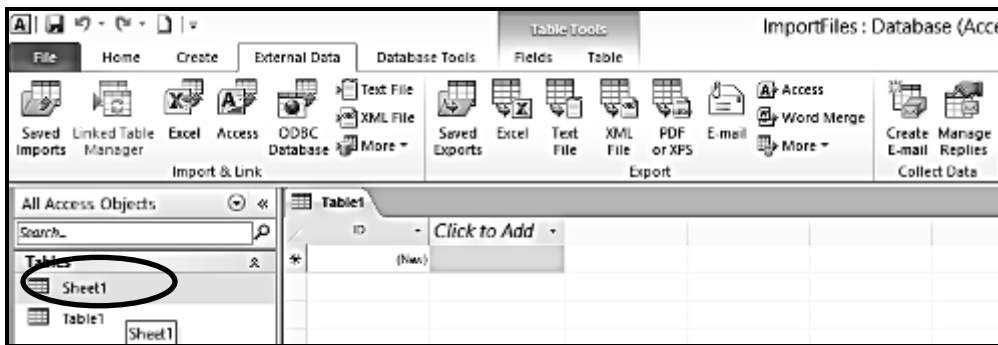 A Table Tools ImportFiles : Database (Acce
File Home Create External Data Database Tools Fields Table
Saved Imports Linked Table Manager Excel Access ODBC Database Text File XML File More Saved Exports Excel Text File XML File PDF or XPS E-mail Access Word Merge More Create E-mail Manage Replies
Import & Link Export Collect Data
All Access Objects Table1
Search... ID Click to Add
Tables (New)
Sheet1
Table1
Sheet1